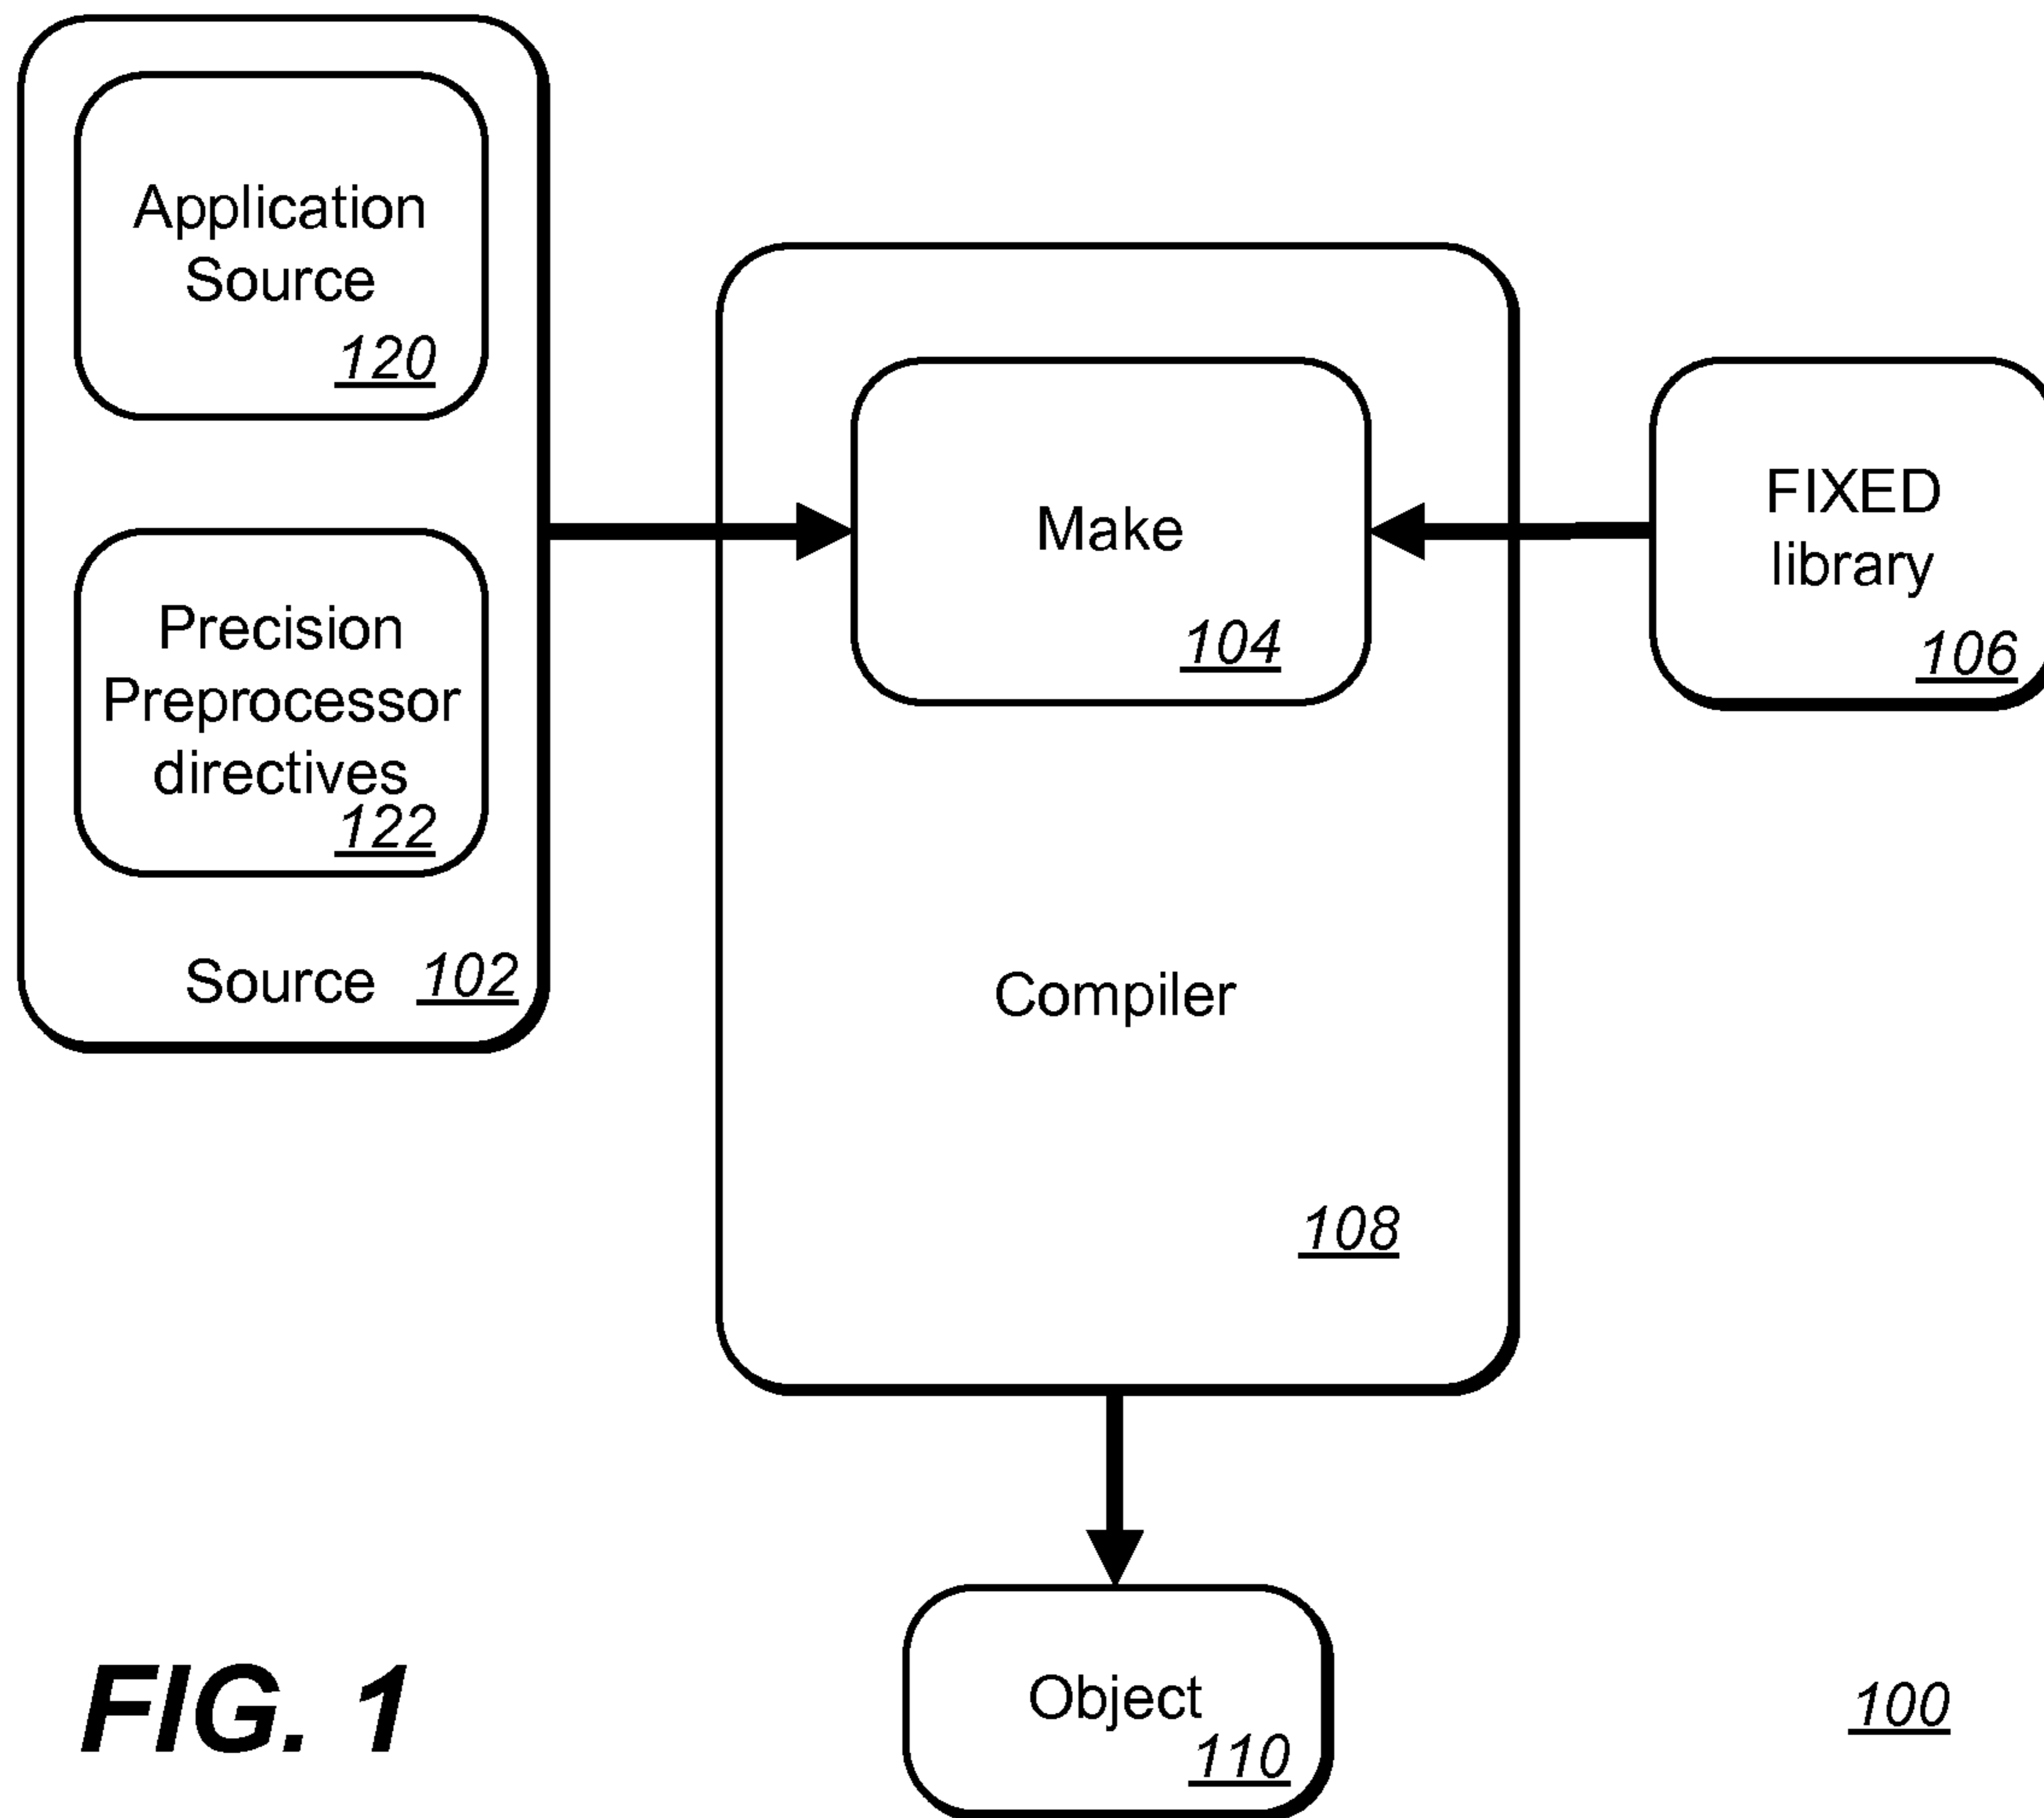 Application
Source
120
Precision
Preprocessor
directives
122
Source 102
Make
104
Compiler
108
FIXED
library
106
Object
110
FIG. 1
100